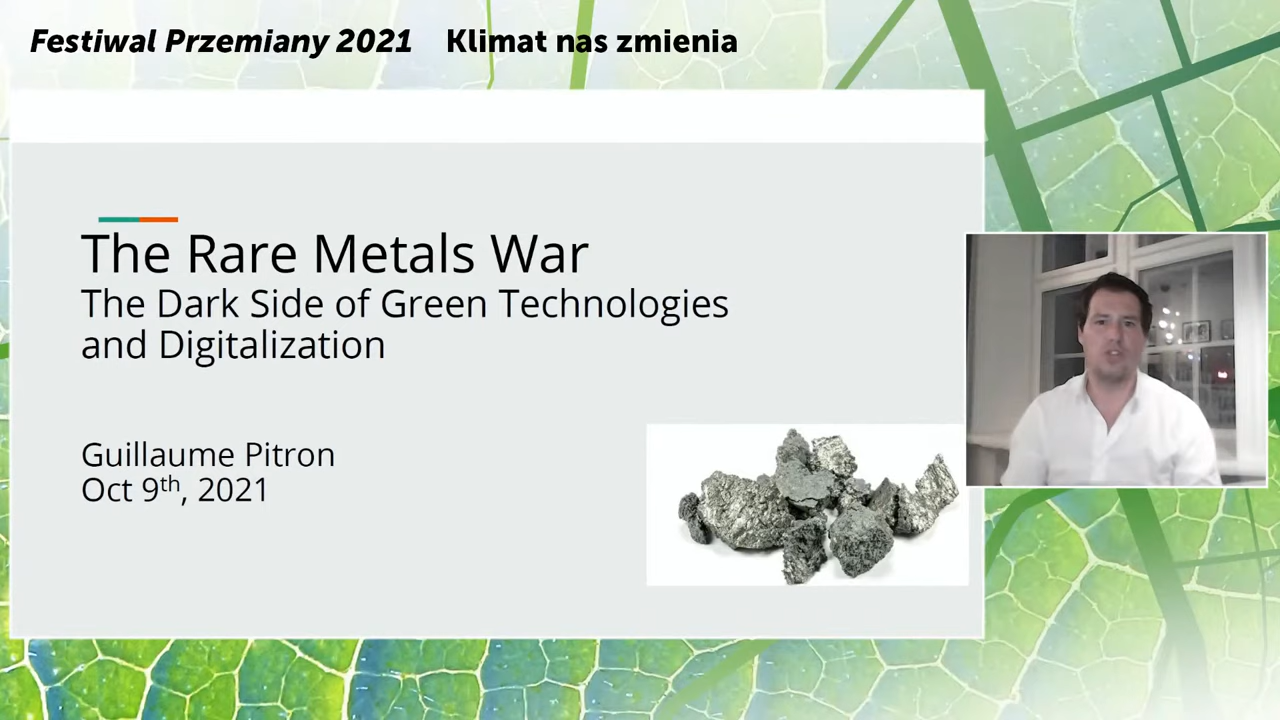 Festiwal Przemiany 2021 Klimat nas zmienia
The Rare Metals War
The Dark Side of Green Technologies
and Digitalization
Guillaume Pitron
Oct 9th, 2021